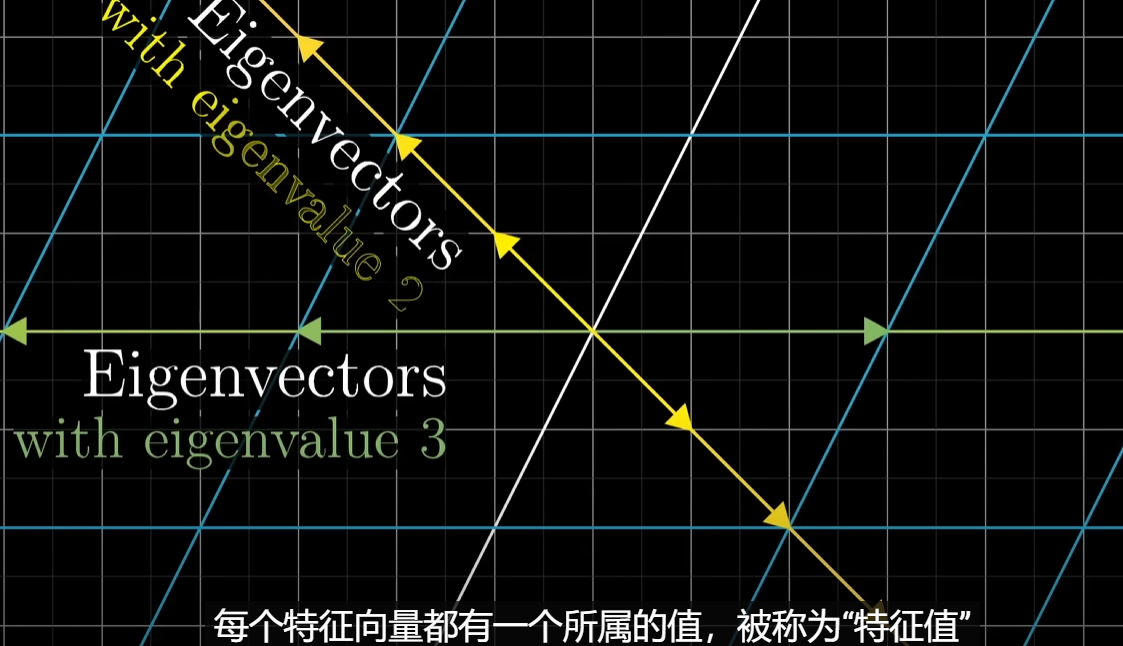 Eigenvectors
with eigenvalue 2
Eigenvectors
with eigenvalue 3
每个特征向量都有一个所属的值，被称为“特征值”